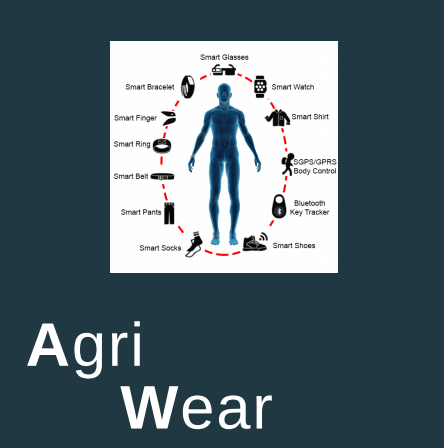 Smart Glasses
Smart Bracelet
Smart Watch
Smart Finger
Smart Shirt
Smart Ring
SGPS/GPRS
Body Control
Smart Belt
Bluetooth
Key Tracker
Smart Pants
Smart Socks
Smart Shoes
Agri
Wear